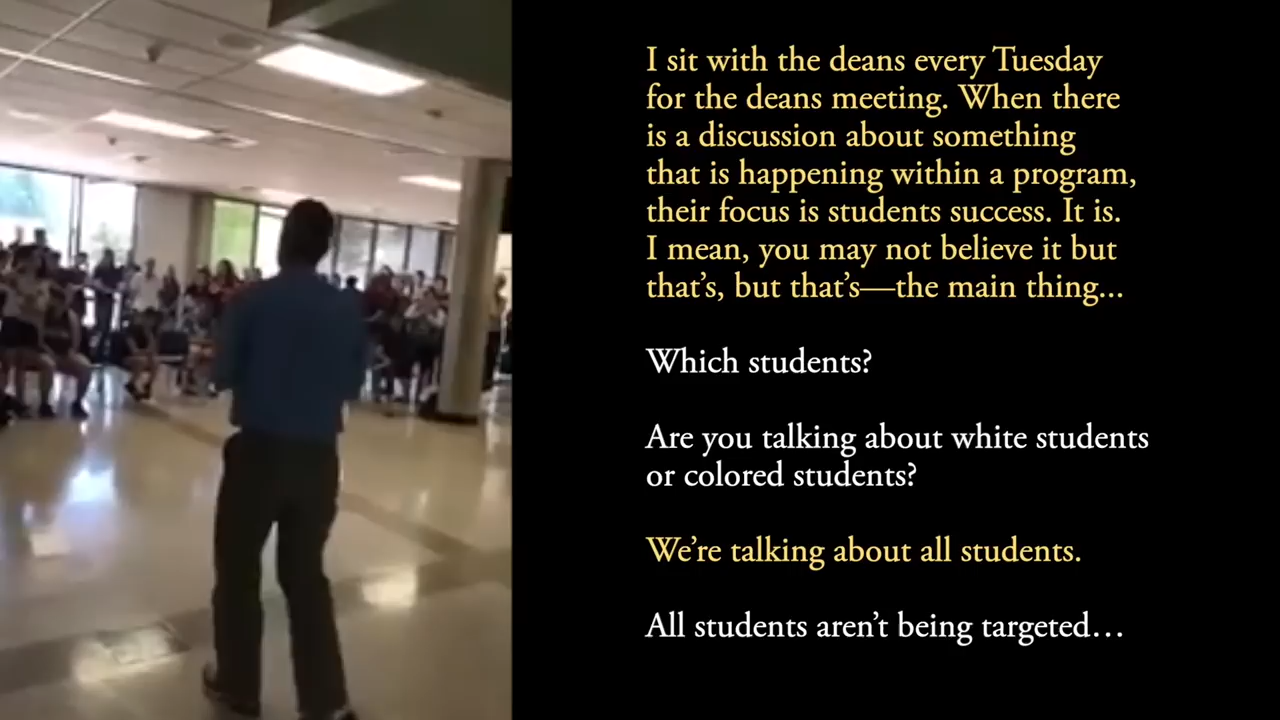 I sit with the deans every Tuesday
for the deans meeting. When there
is a discussion about something
that is happening within a program,
their focus is students success. It is.
I mean, you may not believe it but
that's, but that's—the main thing...
Which students?
Are you talking about white students
or colored students?
We're talking about all students.
All students aren't being targeted…